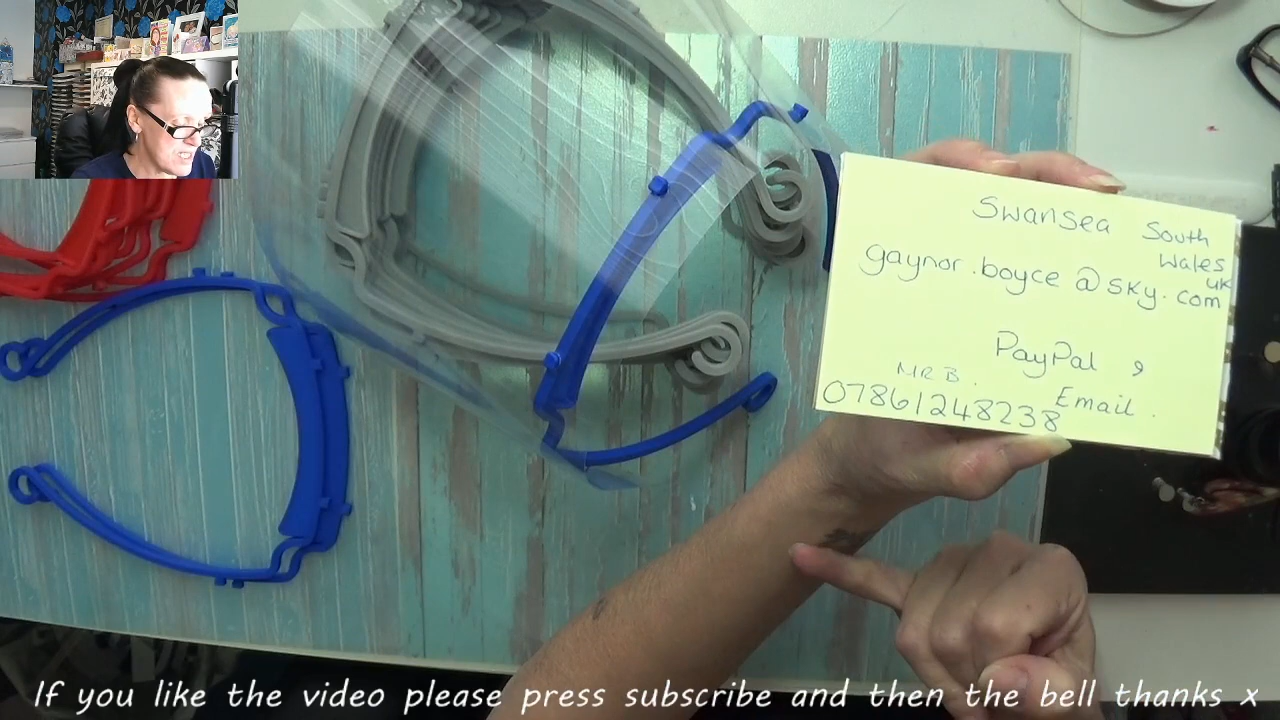 Swansea South
Wales
UK
gaynor.boyce@sky.com
PayPal &
Email.
MR B.
07861248238
If you like the video please press subscribe and then the bell thanks x